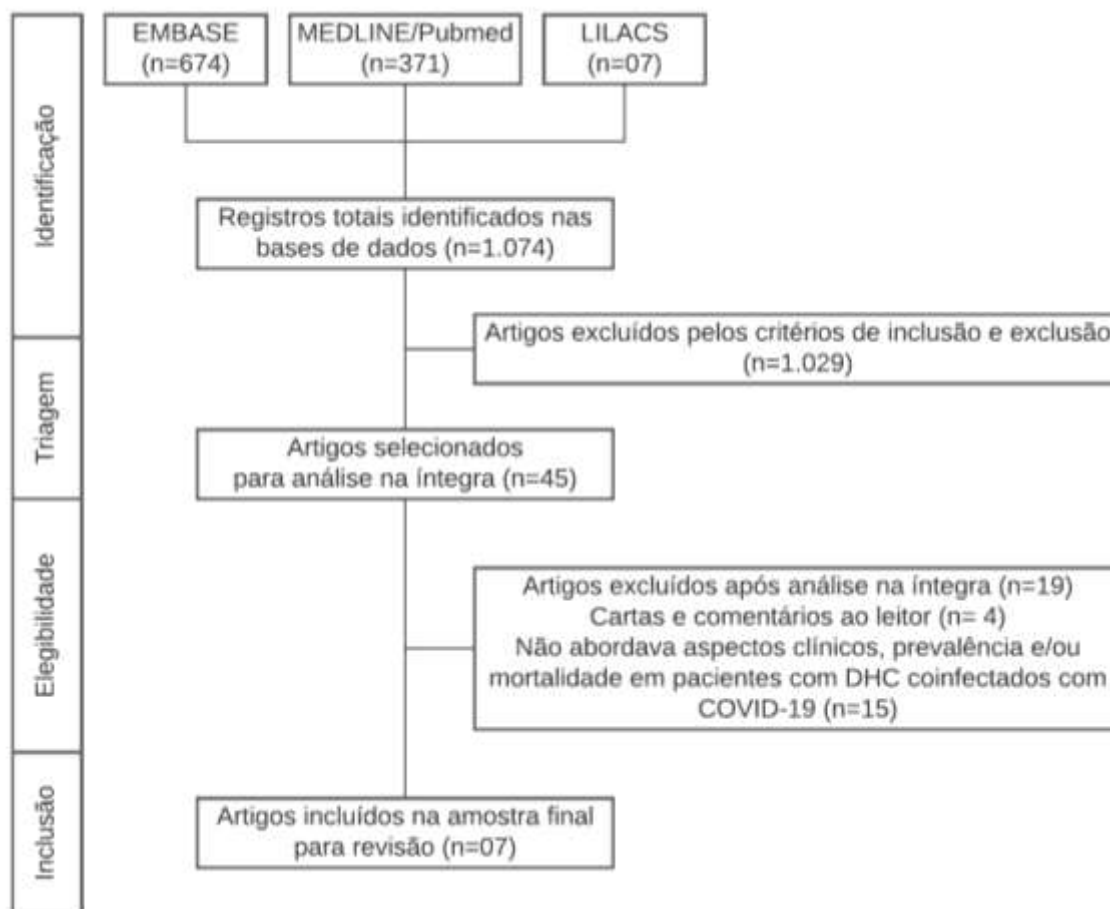 EMBASE
(n=674)
MEDLINE/Pubmed
(n=371)
LILACS
(n=07)
Identificação
Registros totais identificados nas
bases de dados (n=1.074)
Artigos excluídos pelos critérios de inclusão e exclusão
(n=1.029)
Triagem
Artigos selecionados
para análise na íntegra (n=45)
Elegibilidade
Artigos excluídos após análise na íntegra (n=19)
Cartas e comentários ao leitor (n= 4)
Não abordava aspectos clínicos, prevalência e/ou
mortalidade em pacientes com DHC coinfectados com
COVID-19 (n=15)
Inclusão
Artigos incluídos na amostra final
para revisão (n=07)